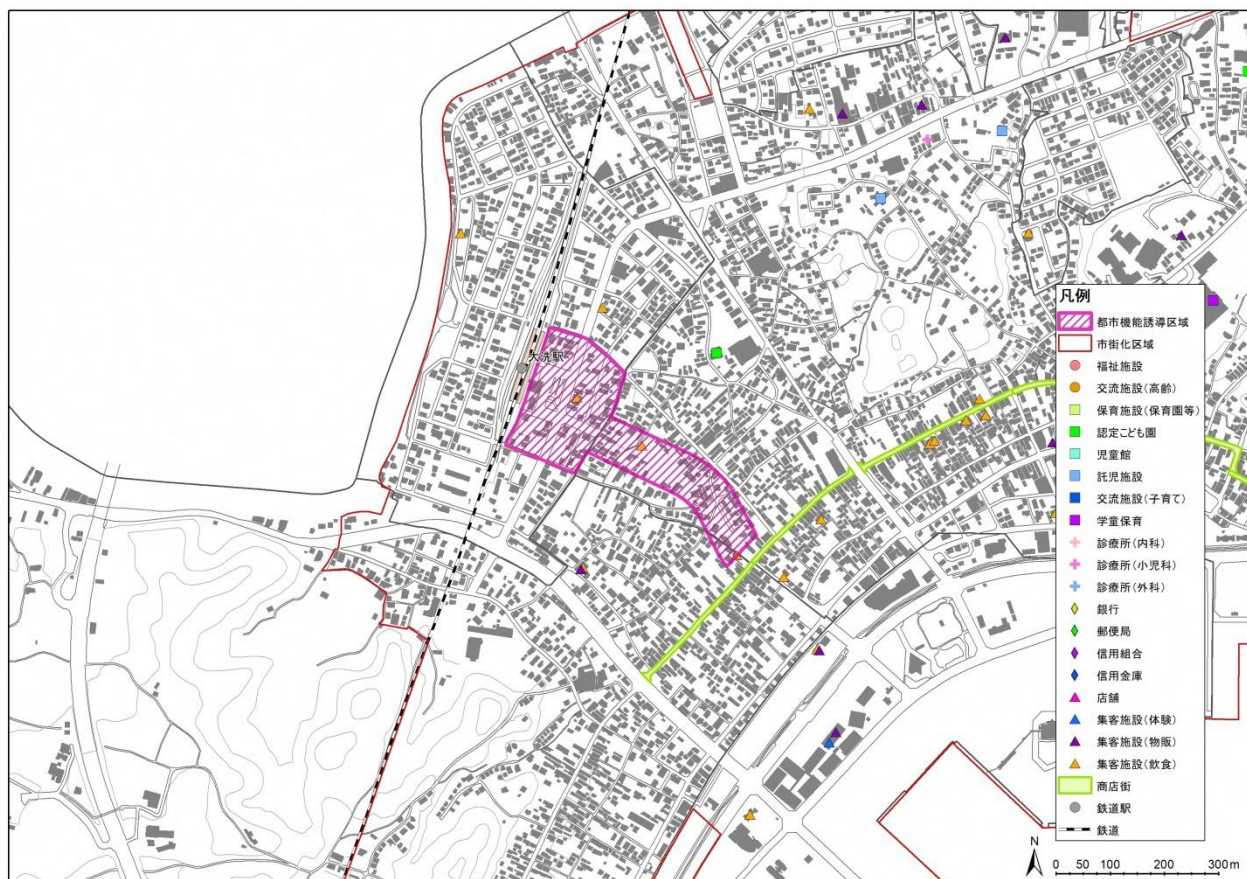 大洗駅
凡例
都市機能誘導区域
市街化区域
福祉施設
交流施設(高齢)
保育施設(保育園等)
認定こども園
児童館
託児施設
交流施設(子育て)
学童保育
診療所(内科)
診療所(小児科)
診療所(外科)
銀行
郵便局
信用組合
信用金庫
店舗
集客施設(体験)
集客施設(物販)
集客施設(飲食)
商店街
鉄道駅
鉄道
N
0 50 100 200 300m